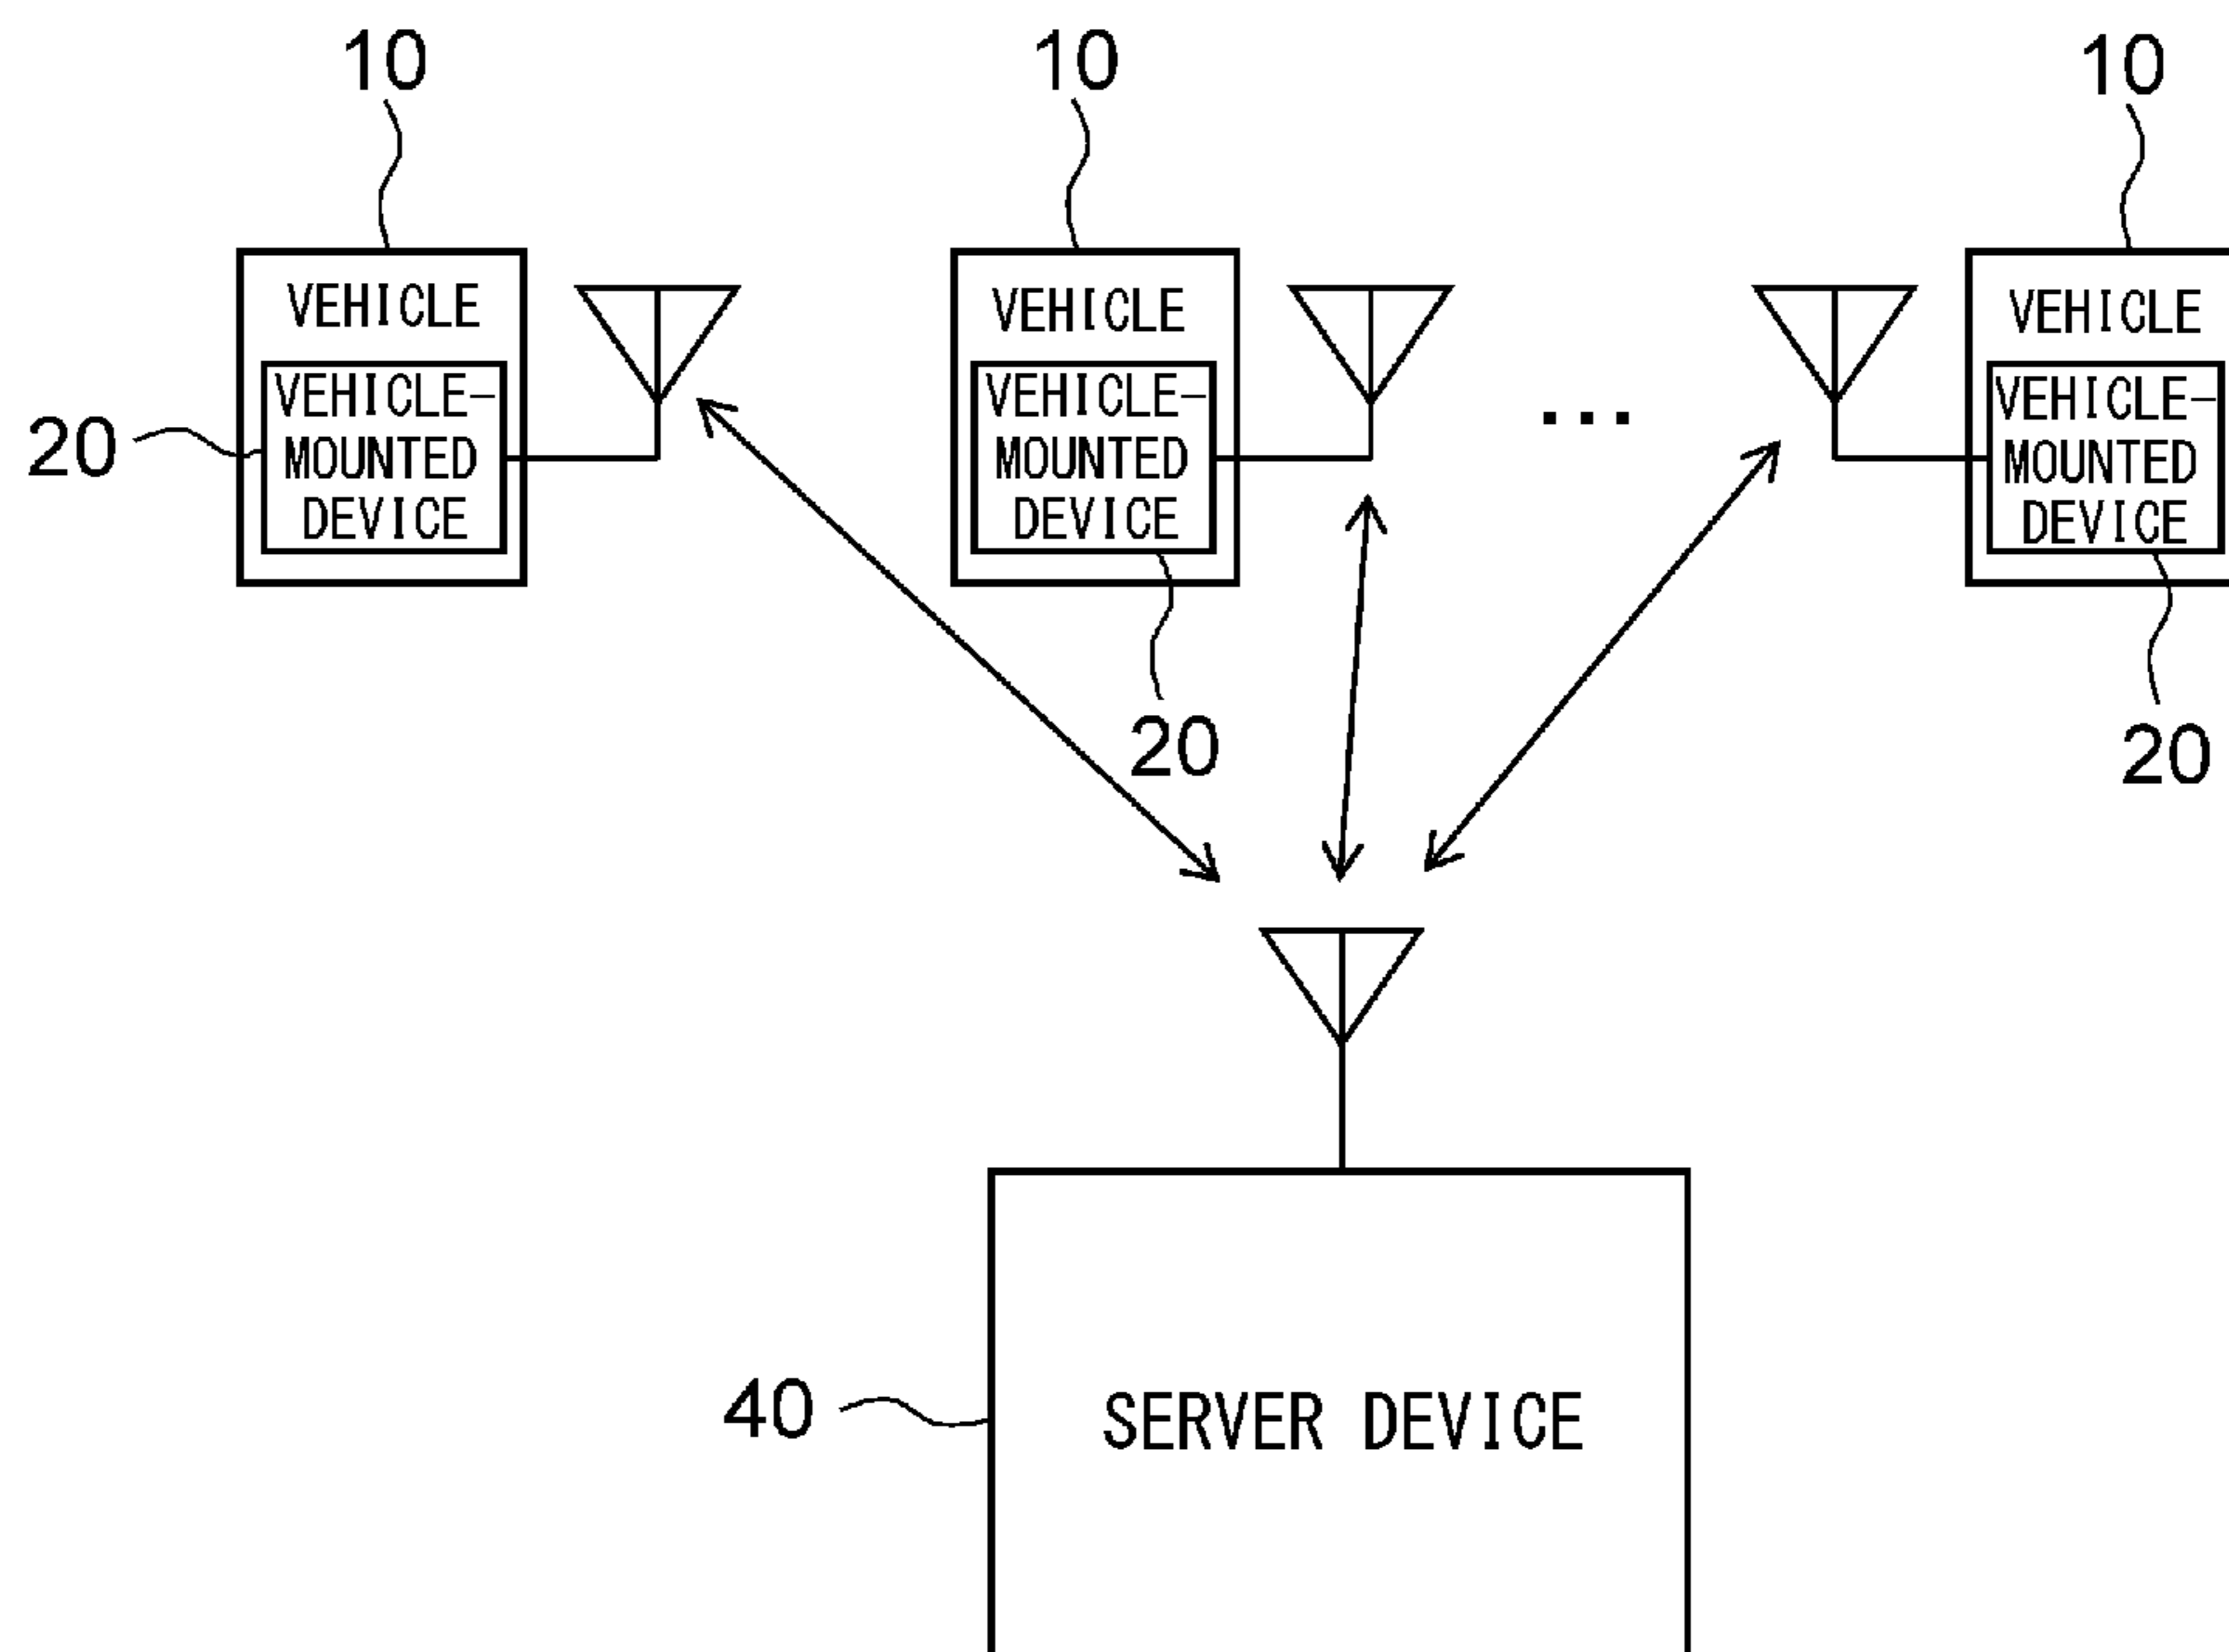 10
10
10
VEHICLE
VEHICLE
VEHICLE
VEHICLE-
MOUNTED
DEVICE
VEHICLE-
MOUNTED
DEVICE
...
VEHICLE-
MOUNTED
DEVICE
20
20
20
40
SERVER DEVICE